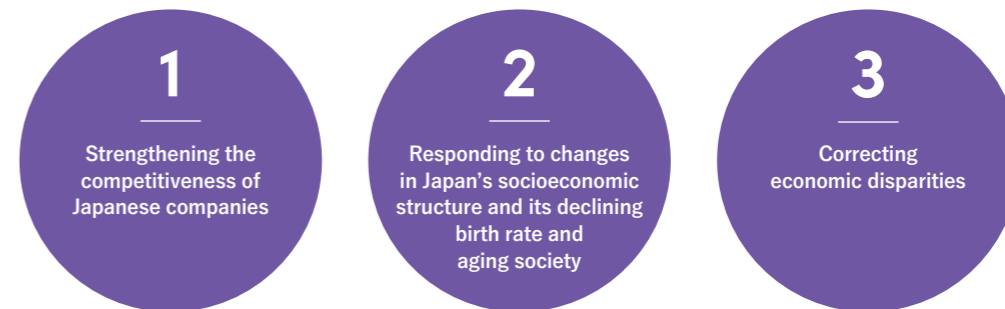 1
Strengthening the
competitiveness of
Japanese companies
2
Responding to changes
in Japan’s socioeconomic
structure and its declining
birth rate and
aging society
3
Correcting
economic disparities